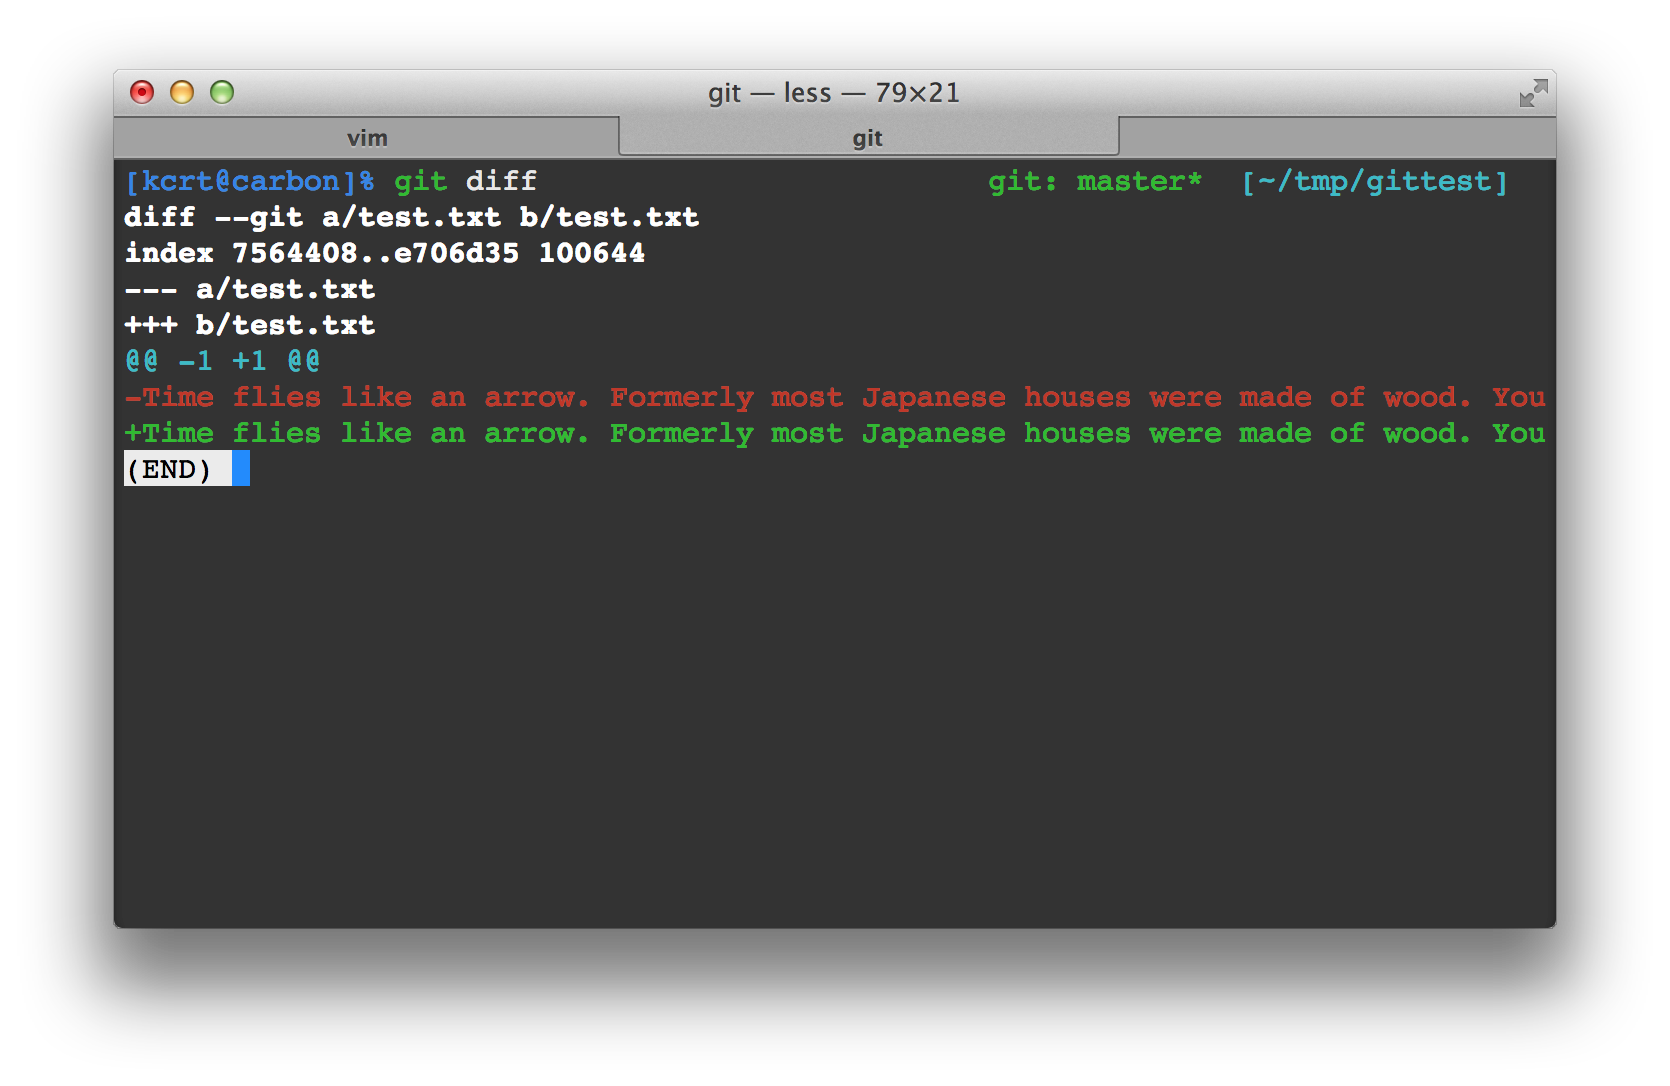 git — less — 79×21
vim
git
[kcrt@carbon]% git diff git: master* [~/tmp/gittest]
diff --git a/test.txt b/test.txt
index 7564408..e706d35 100644
--- a/test.txt
+++ b/test.txt
@@ -1 +1 @@
-Time flies like an arrow. Formerly most Japanese houses were made of wood. You
+Time flies like an arrow. Formerly most Japanese houses were made of wood. You
(END)